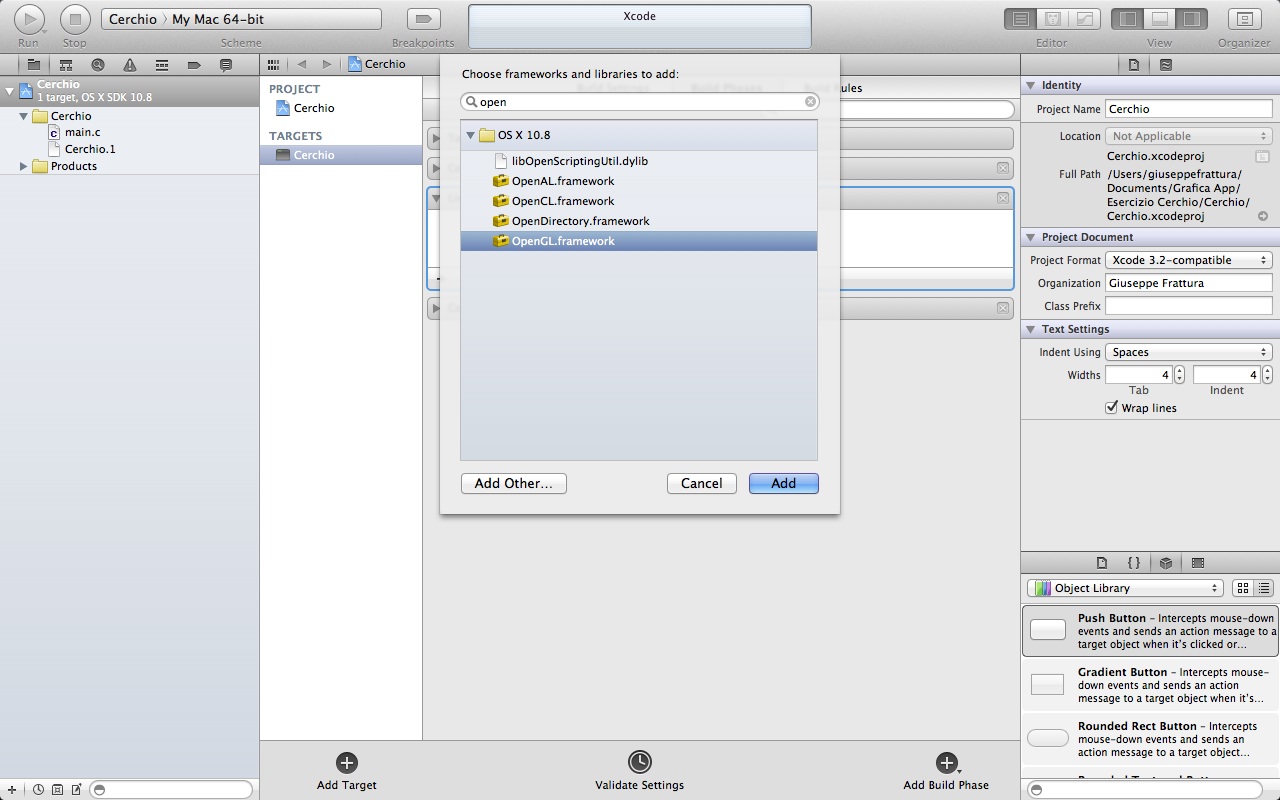 Xcode
Cerchio 〉 My Mac 64-bit
Run
Stop
Scheme
Breakpoints
Editor
View
Organizer
Cerchio
1 target, OS X SDK 10.8
Cerchio
main.c
Cerchio.1
Products
Cerchio
PROJECT
Cerchio
TARGETS
Cerchio
Choose frameworks and libraries to add:
Build Settings
Build Phases
Build Rules
open
OS X 10.8
libOpenScriptingUtil.dylib
OpenAL.framework
OpenCL.framework
OpenDirectory.framework
OpenGL.framework
Add Other...
Cancel
Add
Add Target
Validate Settings
Add Build Phase
Identity
Project Name Cerchio
Location Not Applicable
Cerchio.xcodeproj
Full Path /Users/giuseppefrattura/
Documents/Grafica App/
Esercizio Cerchio/Cerchio/
Cerchio.xcodeproj
Project Document
Project Format Xcode 3.2-compatible
Organization Giuseppe Frattura
Class Prefix
Text Settings
Indent Using Spaces
Widths 4 4
Tab Indent
Wrap lines
{ }
Object Library
Push Button - Intercepts mouse-down
events and sends an action message to a
target object when it's clicked or...
Gradient Button - Intercepts mouse-
down events and sends an action
message to a target object when it's...
Rounded Rect Button - Intercepts
mouse-down events and sends an
action message to a target object...